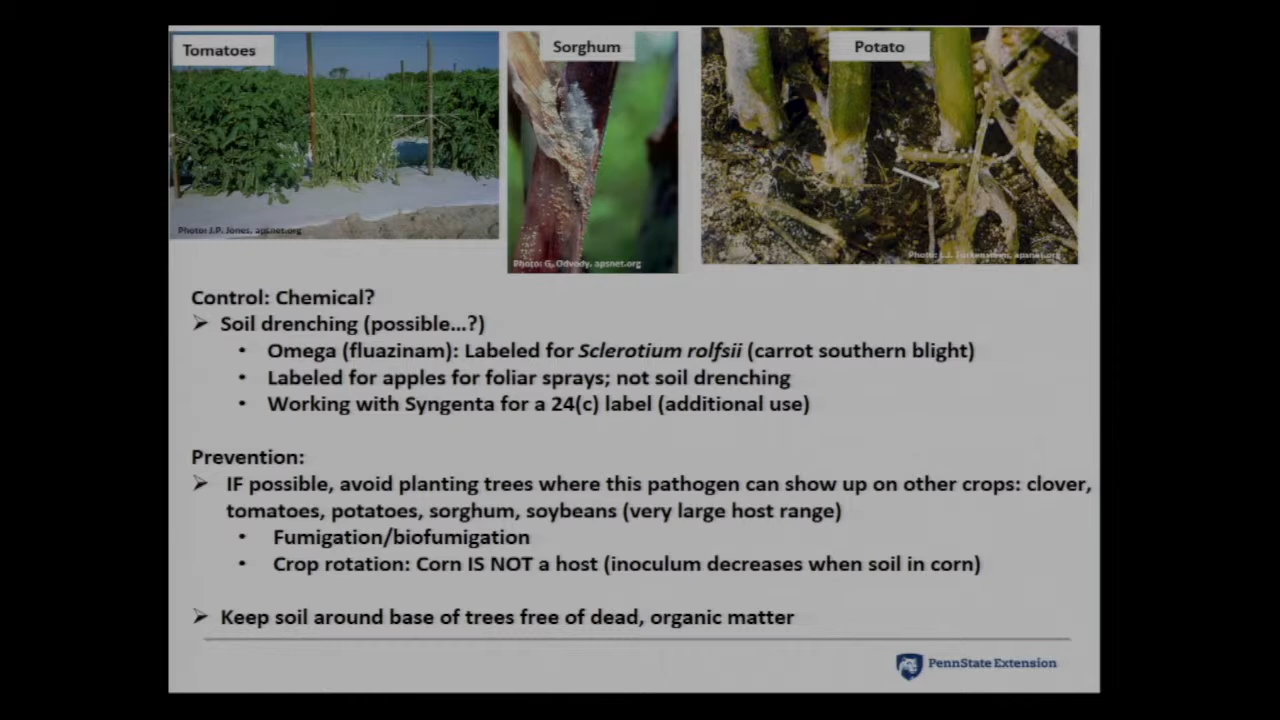 Tomatoes
Sorghum
Potato
Photo: J.P. Jones, apsnet.org
Photo: G. Odvody, apsnet.org
Photo: apsnet.org
Control: Chemical?
➢ Soil drenching (possible...?)
• Omega (fluazinam): Labeled for Sclerotium rolfsii (carrot southern blight)
• Labeled for apples for foliar sprays; not soil drenching
• Working with Syngenta for a 24(c) label (additional use)
Prevention:
➢ IF possible, avoid planting trees where this pathogen can show up on other crops: clover,
tomatoes, potatoes, sorghum, soybeans (very large host range)
• Fumigation/biofumigation
• Crop rotation: Corn IS NOT a host (inoculum decreases when soil in corn)
➢ Keep soil around base of trees free of dead, organic matter
PennState Extension